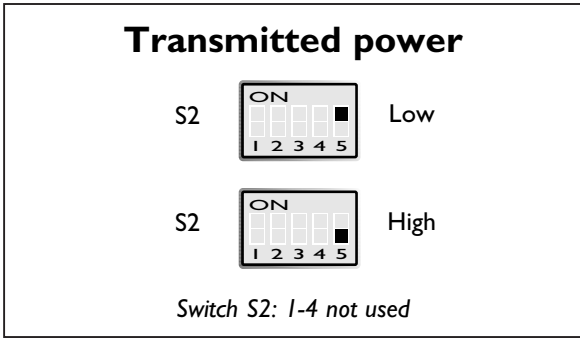 Transmitted power
S2 ON Low
1 2 3 4 5
S2 ON High
1 2 3 4 5
Switch S2: 1-4 not used